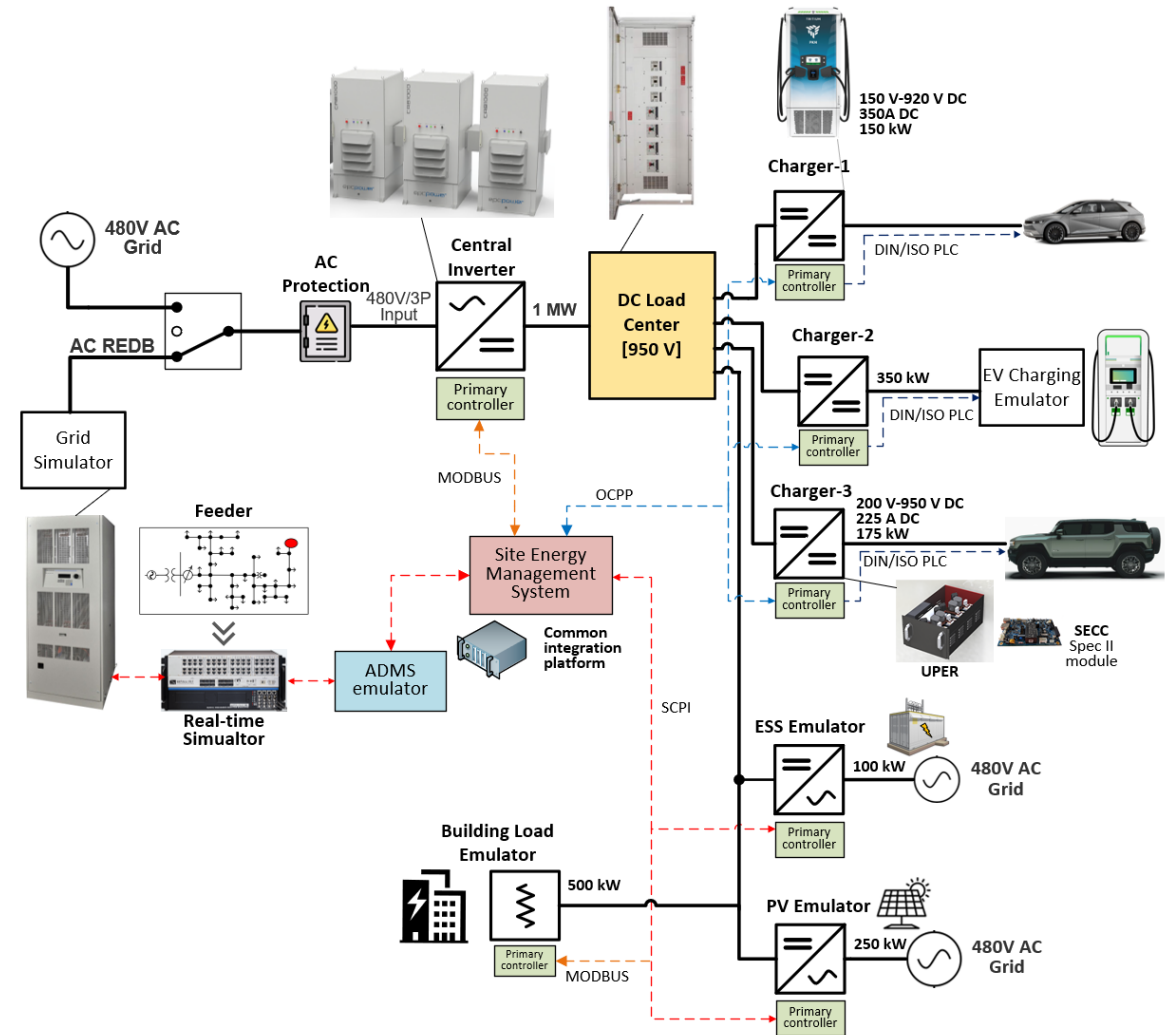 480V AC
Grid
AC
Protection
480V/3P
Input
Central
Inverter
1 MW
DC Load
Center
[950 V]
150 V-920 V DC
350A DC
150 kW
Charger-1
Primary
controller
DIN/ISO PLC
Charger-2
350 kW
EV Charging
Emulator
Primary
controller
DIN/ISO PLC
Charger-3
200 V-950 V DC
225 A DC
175 kW
Primary
controller
DIN/ISO PLC
UPER
SECC
Spec II
module
AC REDB
Grid
Simulator
Primary
controller
MODBUS
OCPP
Feeder
Site Energy
Management
System
Common
integration
platform
ADMS
emulator
Real-time
Simualtor
SCPI
ESS Emulator
100 kW
480V AC
Grid
Primary
controller
Building Load
Emulator
500 kW
Primary
controller
MODBUS
PV Emulator
250 kW
480V AC
Grid
Primary
controller